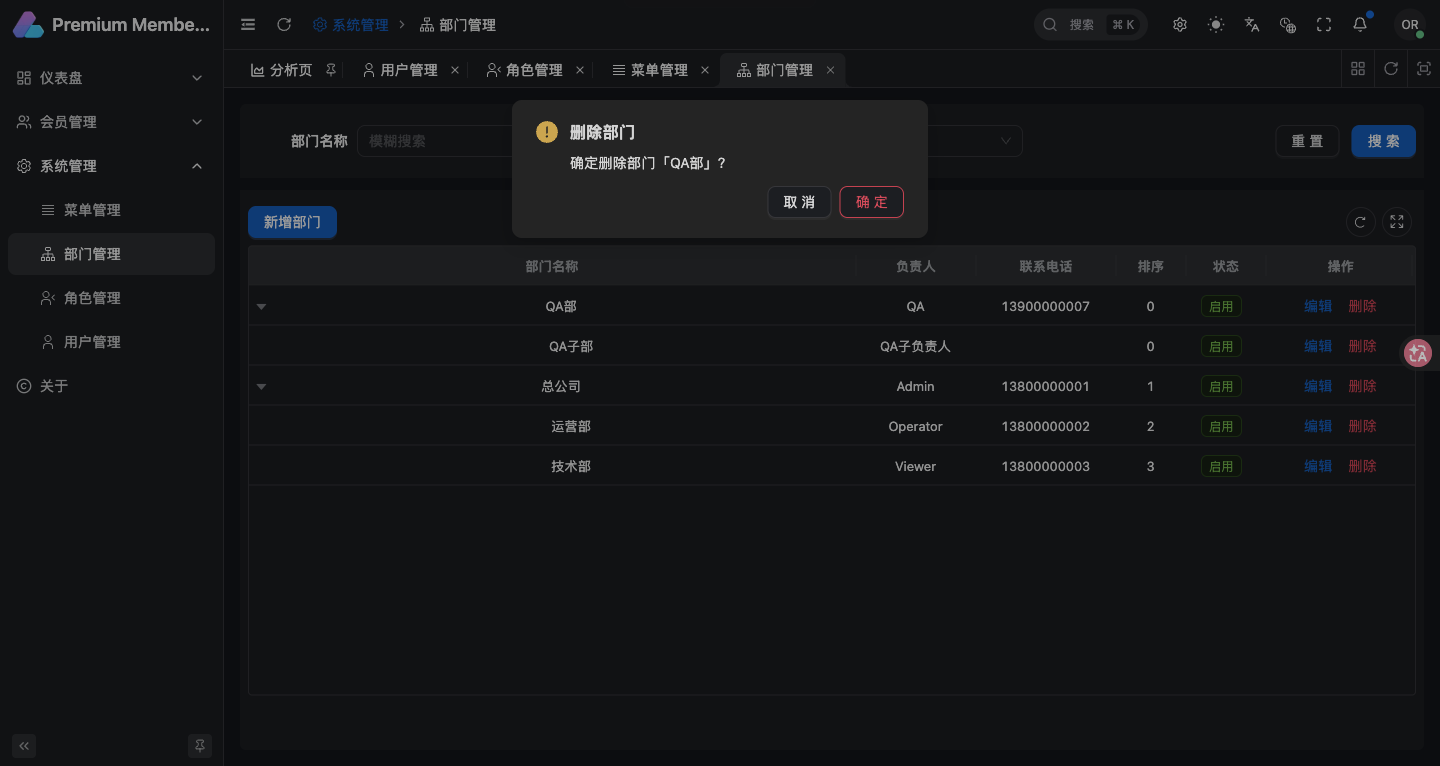 Premium Membe...
仪表盘
会员管理
系统管理
菜单管理
部门管理
角色管理
用户管理
关于
系统管理
部门管理
搜索 ⌘ K
OR
分析页
用户管理
角色管理
菜单管理
部门管理
部门名称 模糊搜索
重 置
搜 索
删除部门
确定删除部门「QA部」?
取 消
确 定
新增部门
部门名称 负责人 联系电话 排序 状态 操作
QA部 QA 13900000007 0 启用 编辑 删除
QA子部 QA子负责人 0 启用 编辑 删除
总公司 Admin 13800000001 1 启用 编辑 删除
运营部 Operator 13800000002 2 启用 编辑 删除
技术部 Viewer 13800000003 3 启用 编辑 删除